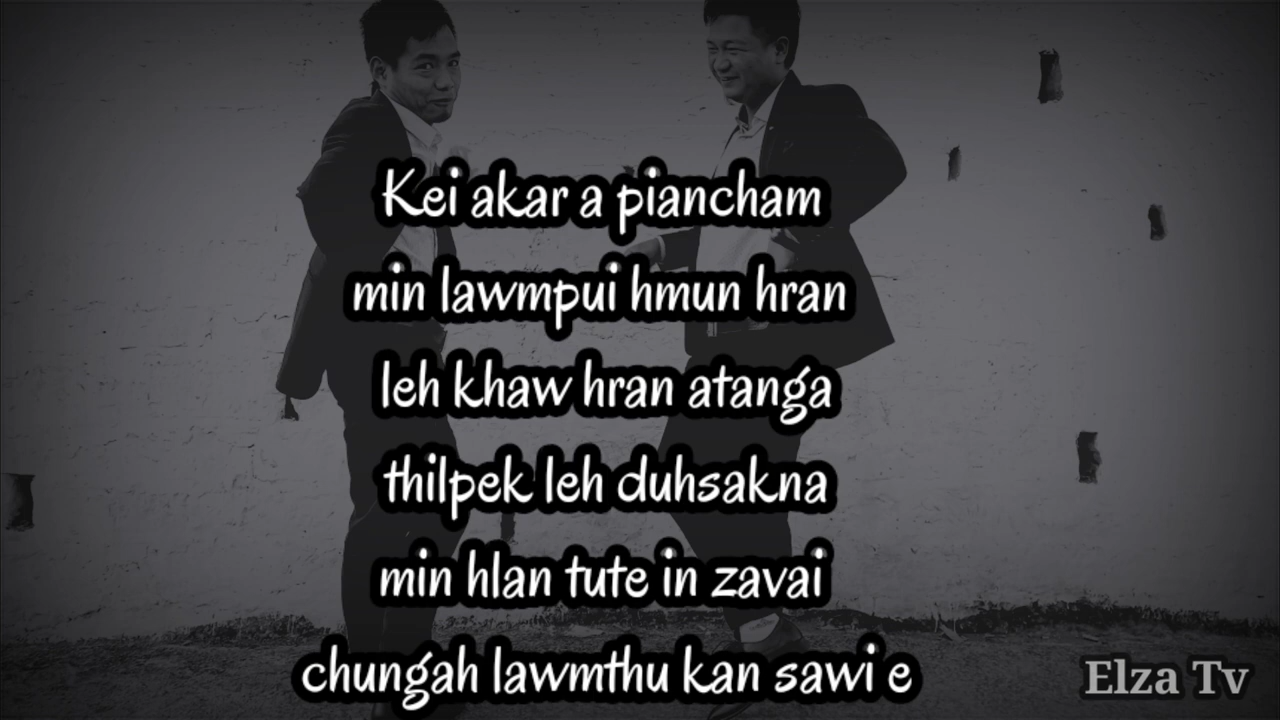 Kei akar a piancham
min lawmpui hmun hran
leh khaw hran atanga
thilpek leh duhsakna
min hlan tute in zavai
chungah lawmthu kan sawi e
Elza Tv